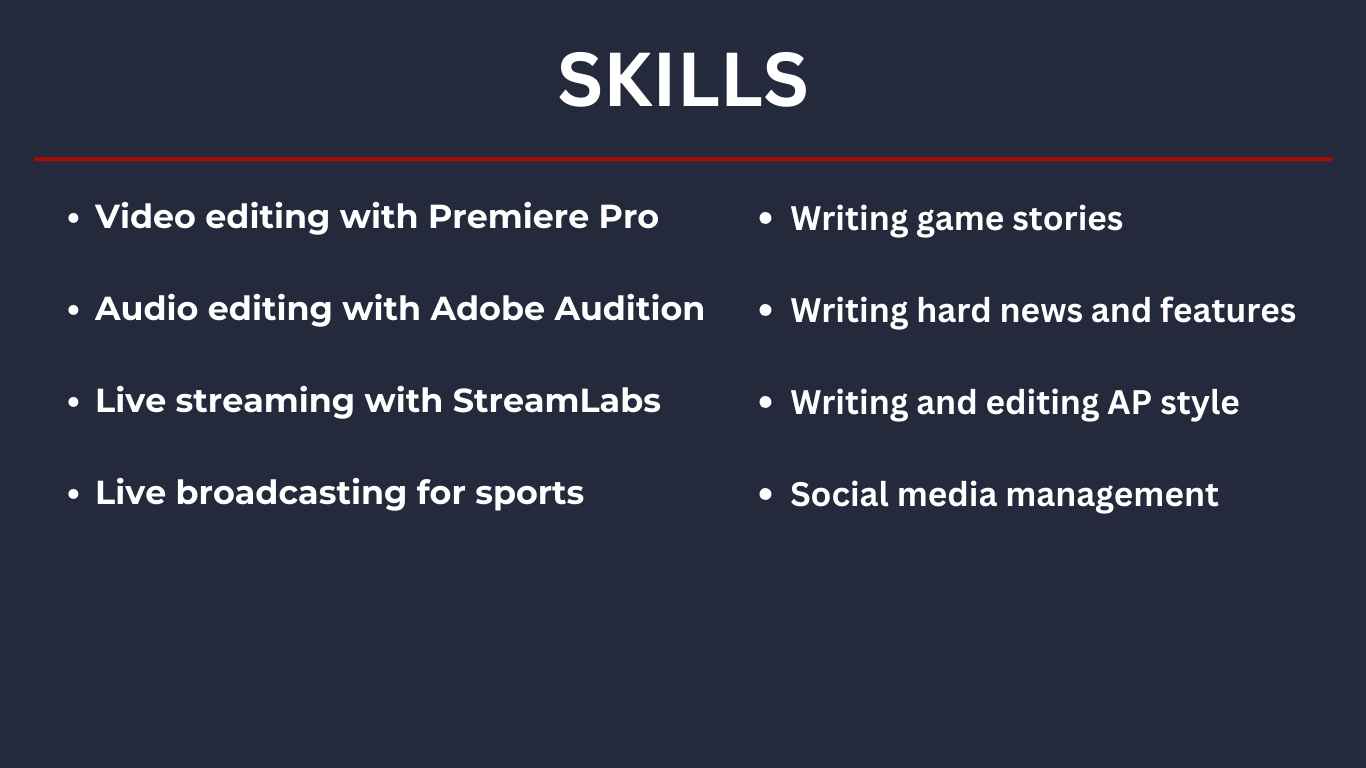 SKILLS
• Video editing with Premiere Pro
• Audio editing with Adobe Audition
• Live streaming with StreamLabs
• Live broadcasting for sports
• Writing game stories
• Writing hard news and features
• Writing and editing AP style
• Social media management